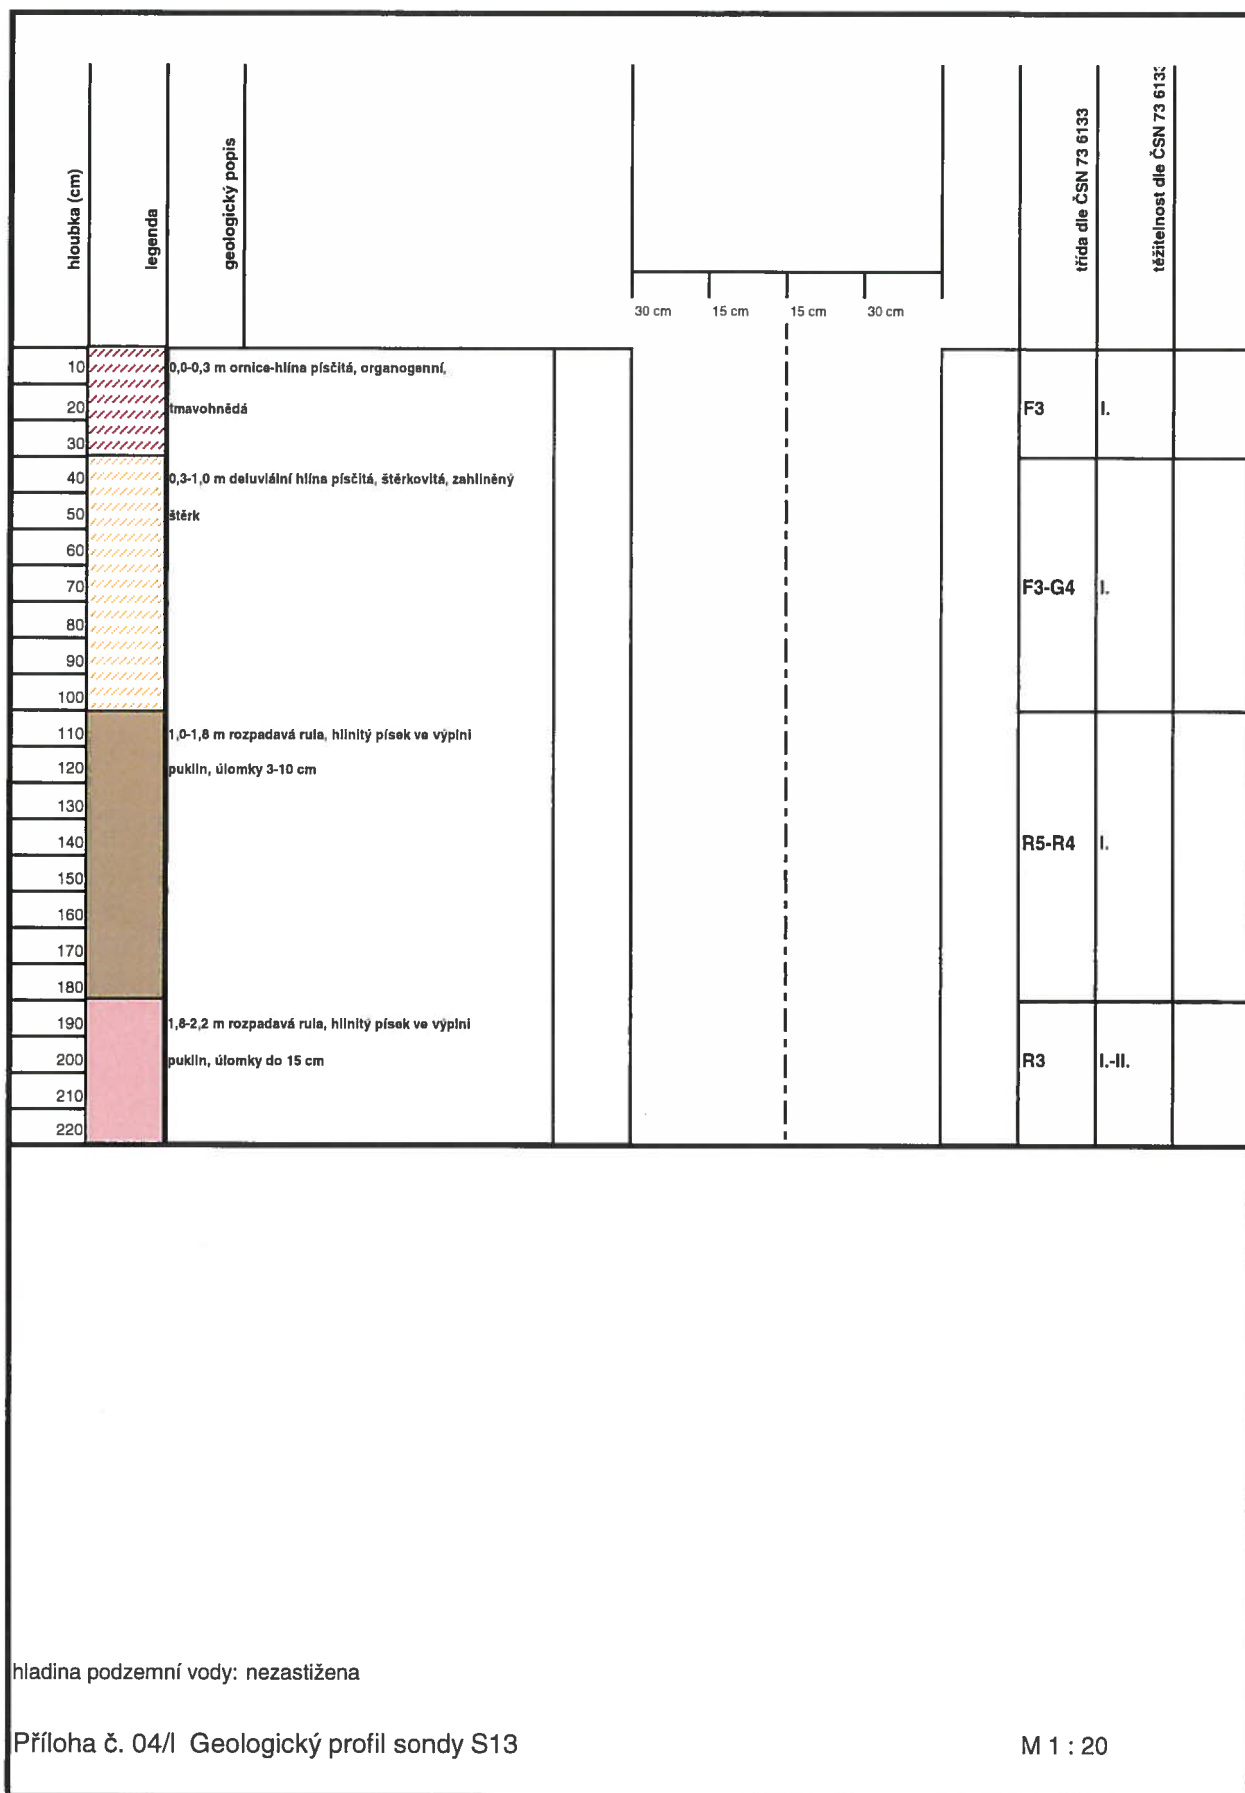 hloubka (cm)
legenda
geologický popis
třída dle ČSN 73 6133
těžitelnost dle ČSN 73 6133
30 cm 15 cm 15 cm 30 cm
10 0,0-0,3 m ornice-hlína písčitá, organogenní,
20 tmavohnědá F3 I.
30
40 0,3-1,0 m deluviální hlína písčitá, štěrkovitá, zahliněný
50 štěrk
60
70 F3-G4 I.
80
90
100
110 1,0-1,8 m rozpadavá rula, hlinitý písek ve výplni
120 puklin, úlomky 3-10 cm
130
140 R5-R4 I.
150
160
170
180
190 1,8-2,2 m rozpadavá rula, hlinitý písek ve výplni
200 puklin, úlomky do 15 cm R3 I.-II.
210
220
hladina podzemní vody: nezastižena
Příloha č. 04/I Geologický profil sondy S13 M 1 : 20